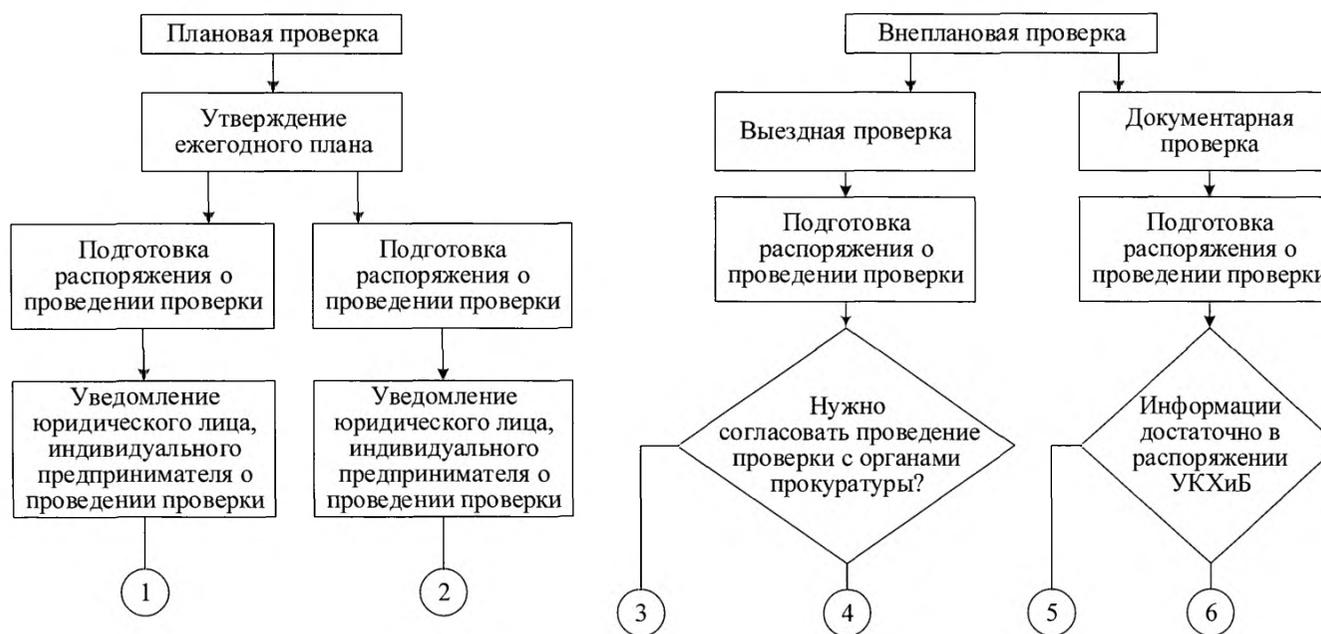 Плановая проверка
Утверждение
ежегодного плана
Подготовка
распоряжения о
проведении проверки
Уведомление
юридического лица,
индивидуального
предпринимателя о
проведении проверки
1
Подготовка
распоряжения о
проведении проверки
Уведомление
юридического лица,
индивидуального
предпринимателя о
проведении проверки
2
Внеплановая проверка
Выездная проверка
Подготовка
распоряжения о
проведении проверки
Нужно
согласовать проведение
проверки с органами
прокуратуры?
3
4
Документарная
проверка
Подготовка
распоряжения о
проведении проверки
Информации
достаточно в
распоряжении
УКХиБ
5
6